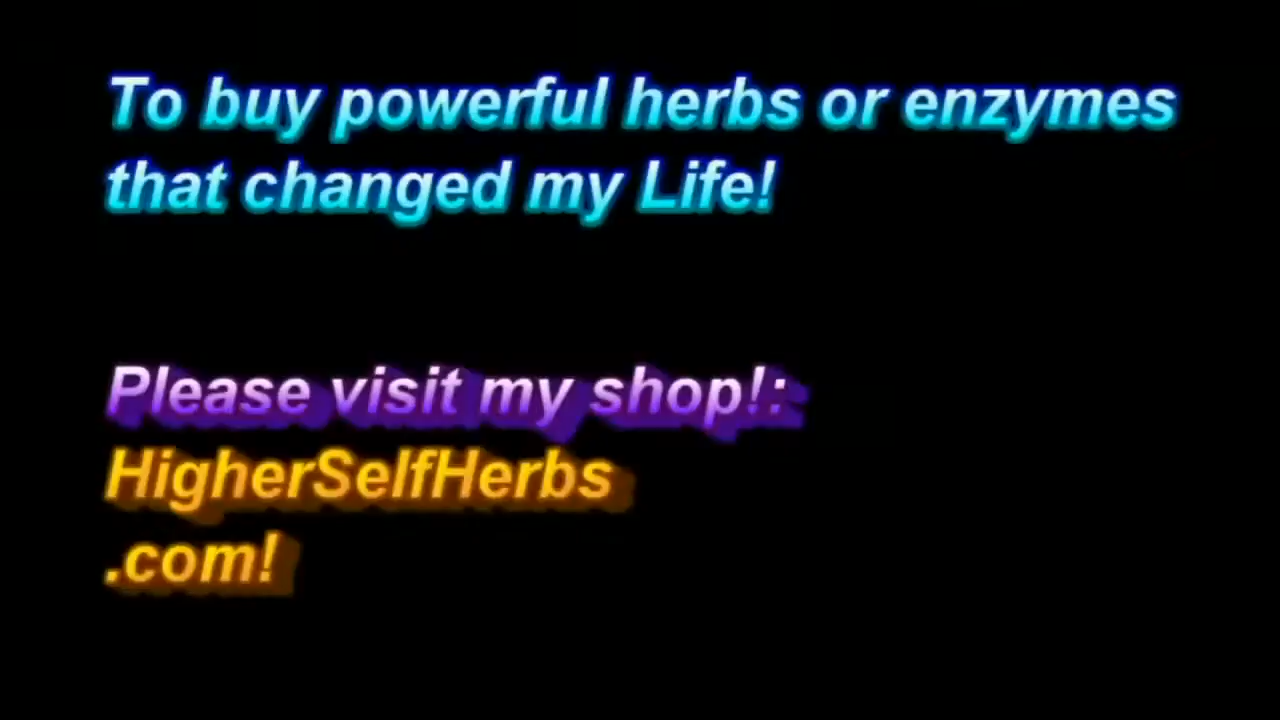 To buy powerful herbs or enzymes
that changed my Life!
Please visit my shop!:
HigherSelfHerbs
.com!